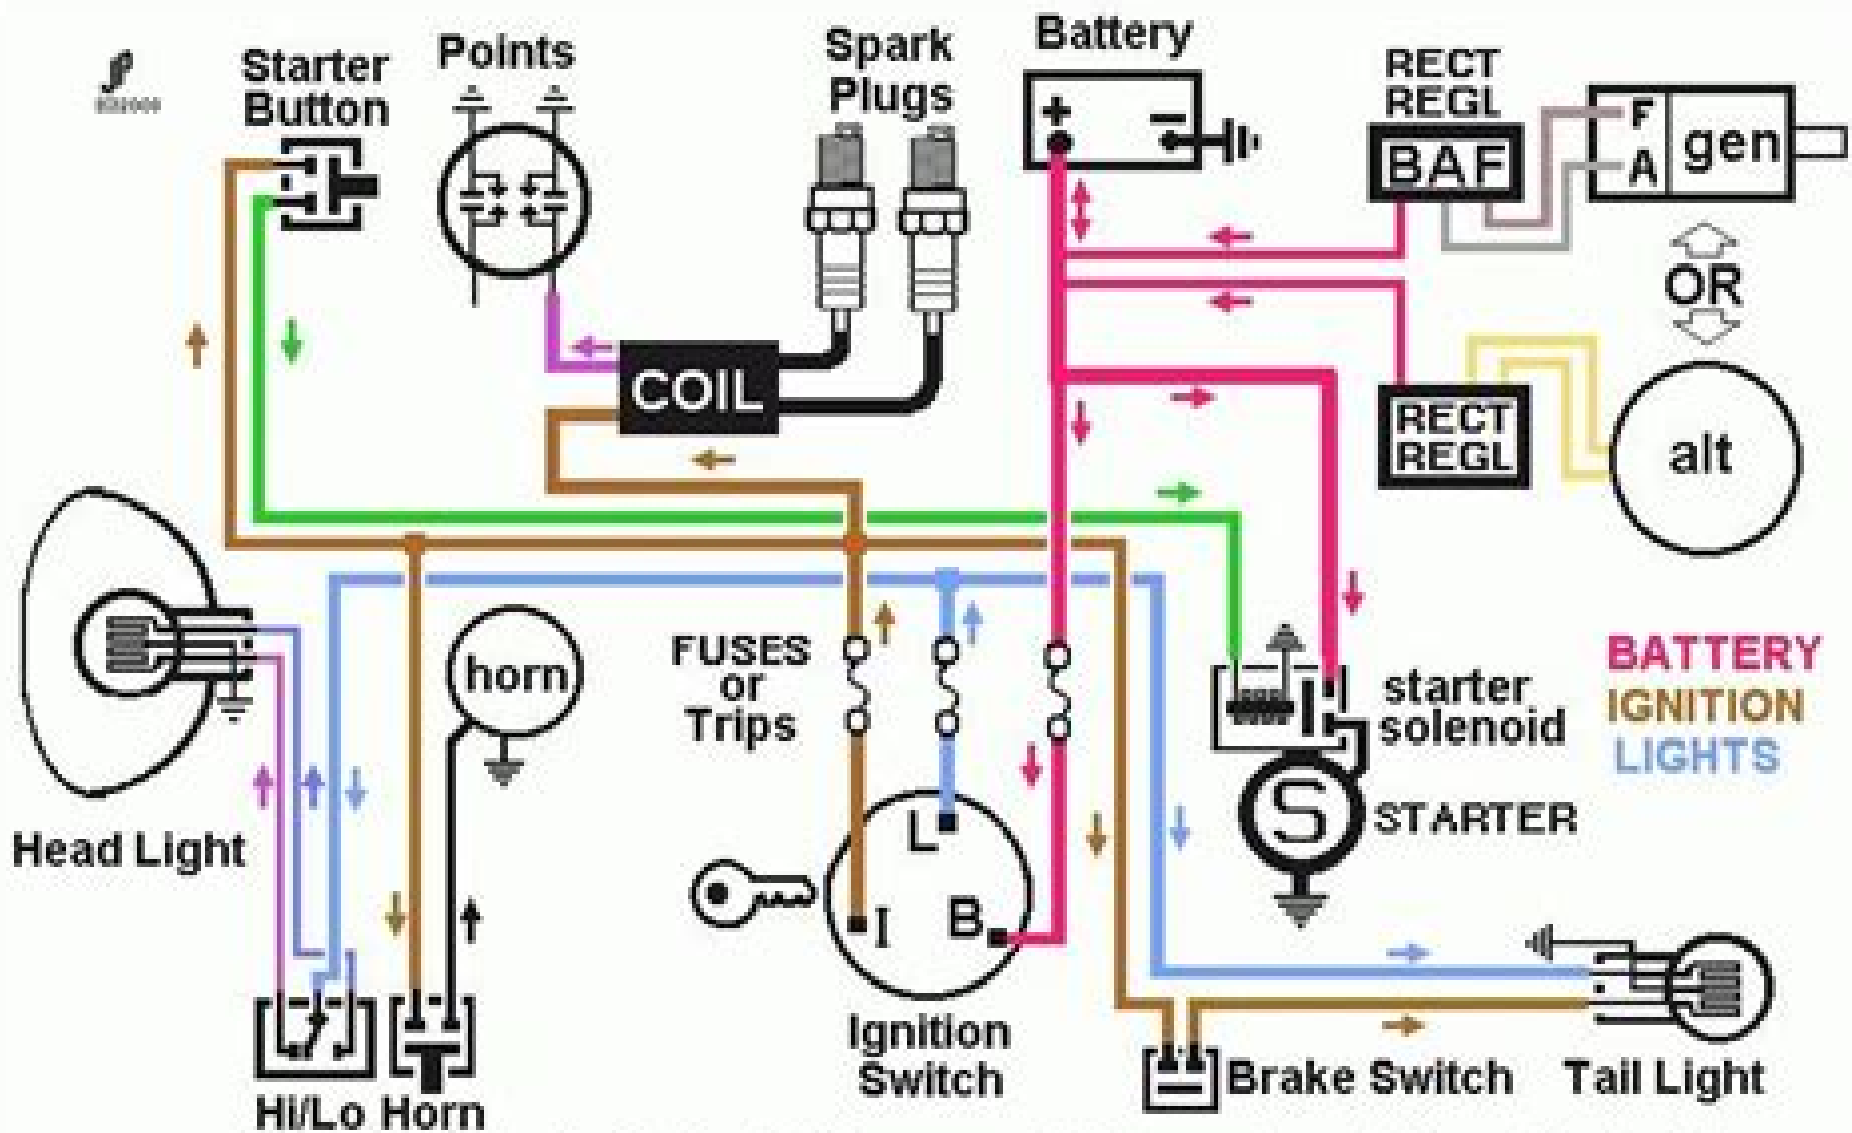 Starter
Button
Points
Spark
Plugs
Battery
+
−
RECT
REGL
BAF
F
A
gen
OR
RECT
REGL
alt
COIL
horn
FUSES
or
Trips
starter
solenoid
BATTERY
IGNITION
LIGHTS
S
STARTER
Head Light
L
I
B
Ignition
Switch
Brake Switch
Tail Light
Hi/Lo
Horn